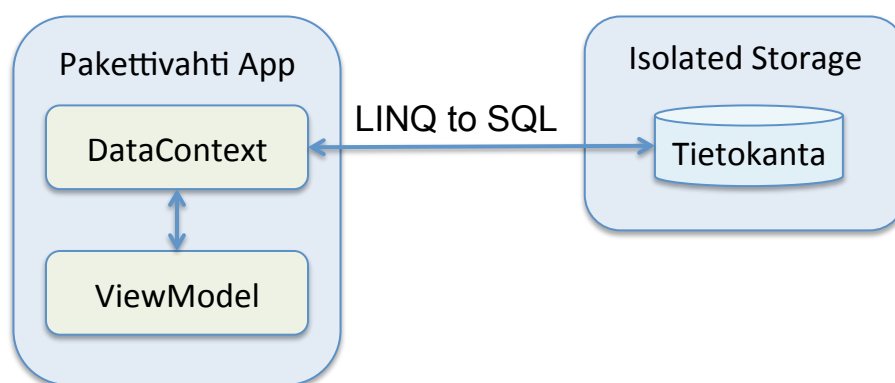 Pakettivahti App
DataContext
ViewModel
LINQ to SQL
Isolated Storage
Tietokanta